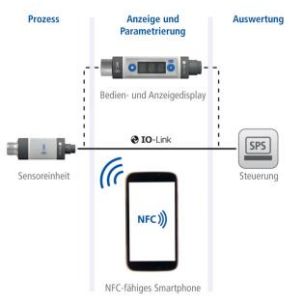 Prozess
Anzeige und
Parametrierung
Auswertung
Bedien- und Anzeigedisplay
IO-Link
Sensoreinheit
SPS
Steuerung
NFC
NFC-fähiges Smartphone